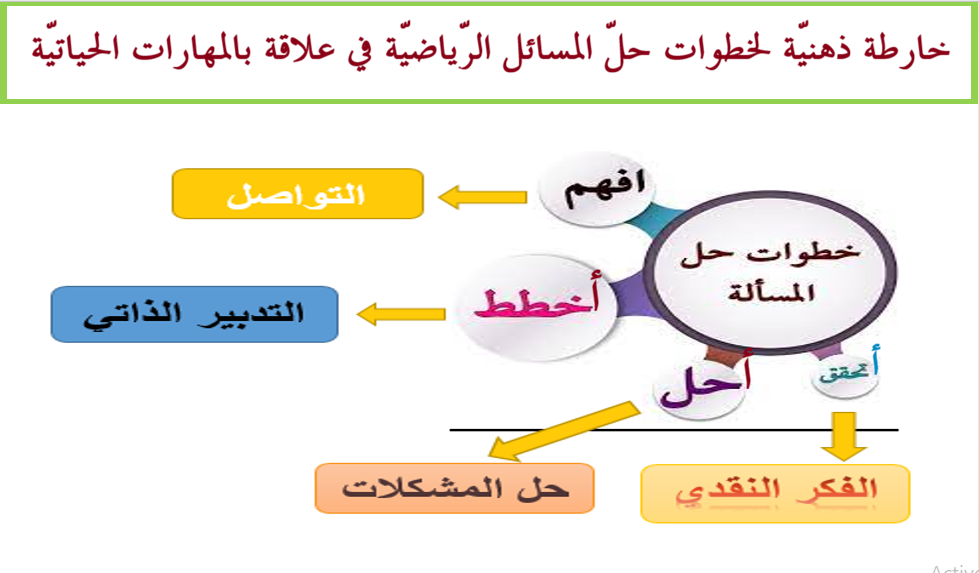 خارطة ذهنيّة لخطوات حلّ المسائل الرّياضيّة في علاقة بالمهارات الحياتيّة
افهم
التواصل
خطوات حل
المسألة
أخطط
التدبير الذاتي
أحل
أتحقق
حل المشكلات
الفكر النقدي